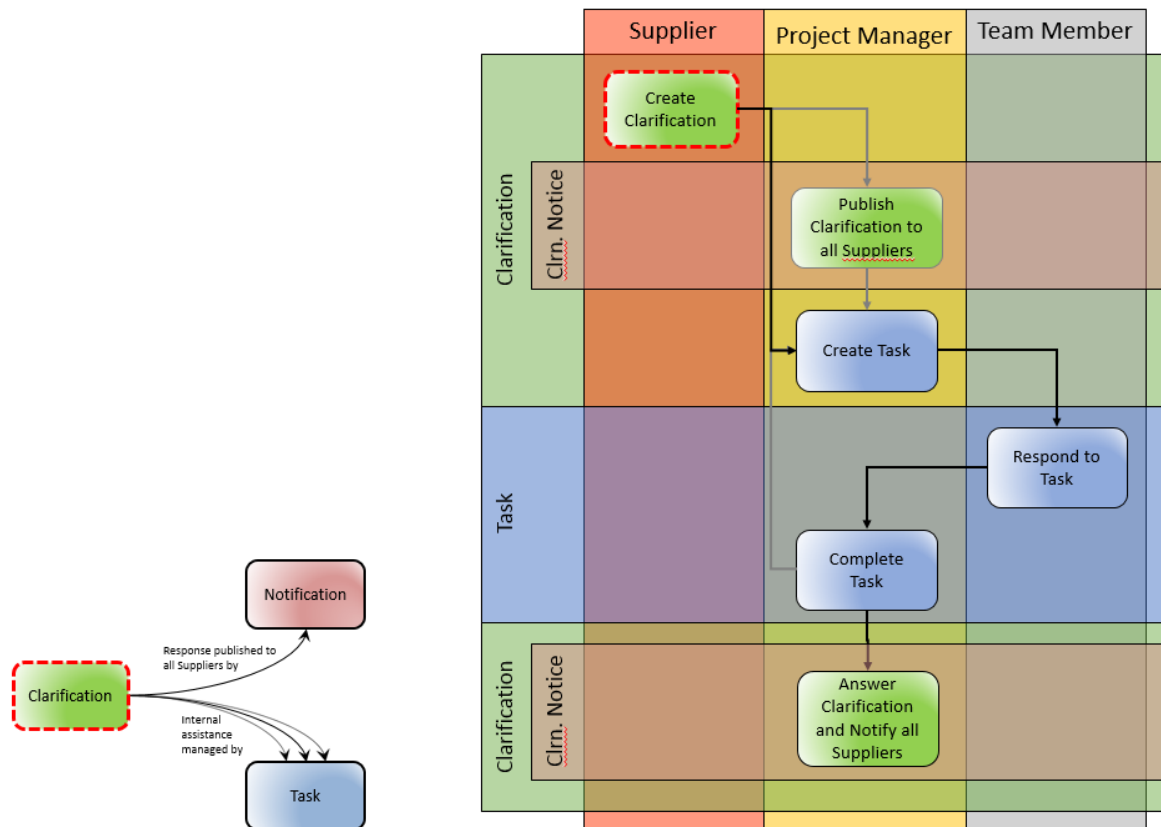 Supplier
Project Manager
Team Member
Clarification
Clrn. Notice
Create
Clarification
Publish
Clarification to
all Suppliers
Create Task
Task
Respond to
Task
Complete
Task
Clarification
Clrn. Notice
Answer
Clarification
and Notify all
Suppliers
Notification
Response published to
all Suppliers by
Clarification
Internal
assistance
managed by
Task